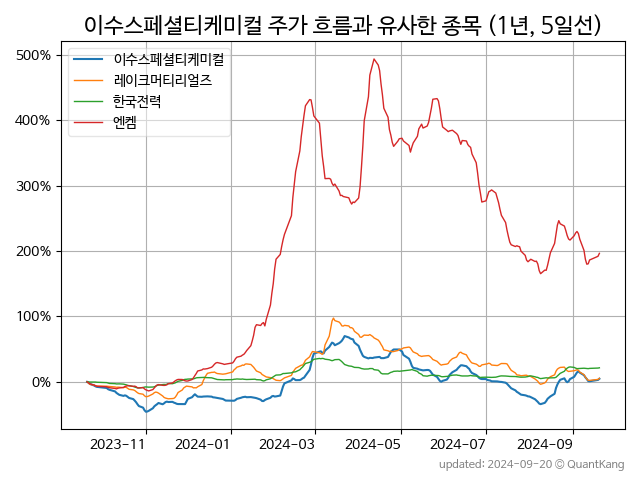 이수스페셜티케미컬 주가 흐름과 유사한 종목 (1년, 5일선)
이수스페셜티케미컬
레이크머티리얼즈
한국전력
엔켐
500%
400%
300%
200%
100%
0%
2023-11 2024-01 2024-03 2024-05 2024-07 2024-09
updated: 2024-09-20 © QuantKang